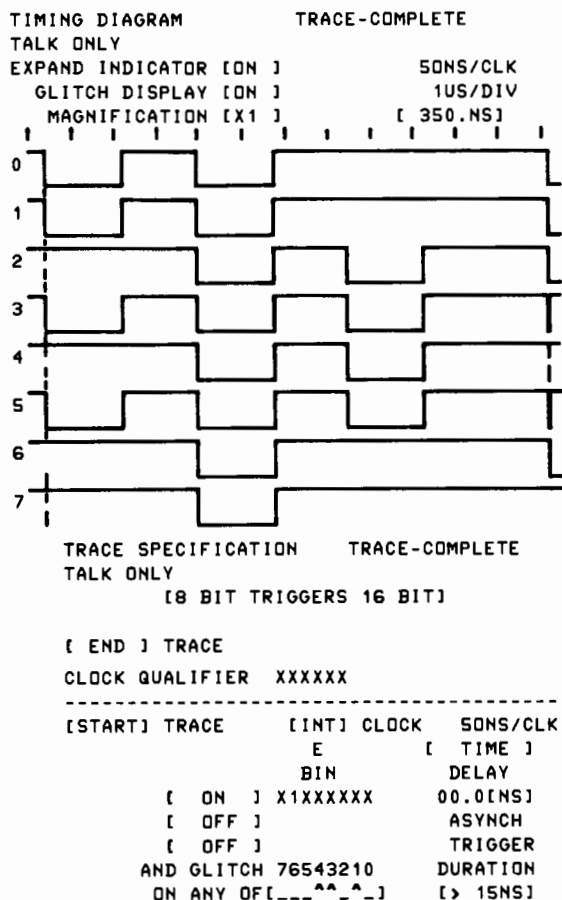 TIMING DIAGRAM TRACE-COMPLETE
TALK ONLY
EXPAND INDICATOR [ON ] 50NS/CLK
GLITCH DISPLAY [ON ] 1US/DIV
MAGNIFICATION [X1 ] [ 350.NS]
0
1
2
3
4
5
6
7
TRACE SPECIFICATION TRACE-COMPLETE
TALK ONLY
[8 BIT TRIGGERS 16 BIT]
[ END ] TRACE
CLOCK QUALIFIER XXXXXX
[START] TRACE [INT] CLOCK 50NS/CLK
E [ TIME ]
BIN DELAY
[ ON ] X1XXXXXX 00.0[NS]
[ OFF ] ASYNCH
[ OFF ] TRIGGER
AND GLITCH 76543210 DURATION
ON ANY OF[___^^_^_] [> 15NS]